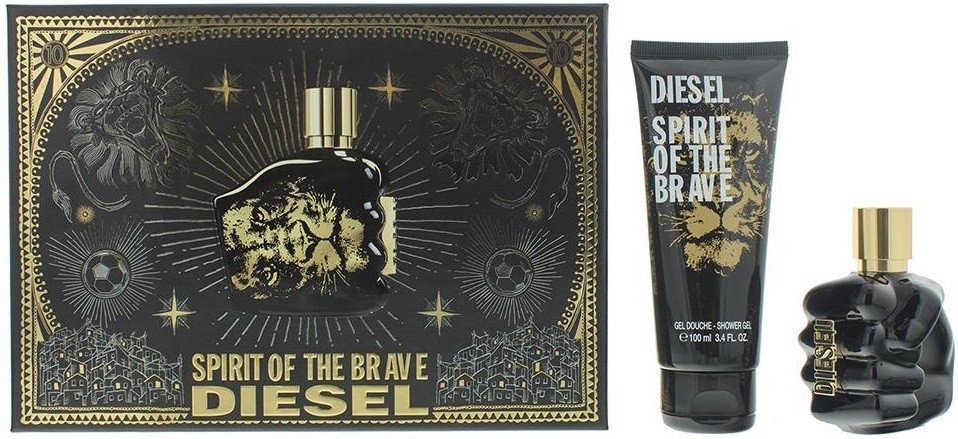 10
10
SPIRIT OF THE BRAVE
DIESEL
DIESEL
SPIRIT
OF THE
BRAVE
GEL DOUCHE - SHOWER GEL
e 100 ml 3.4 FL. OZ.
DIESEL